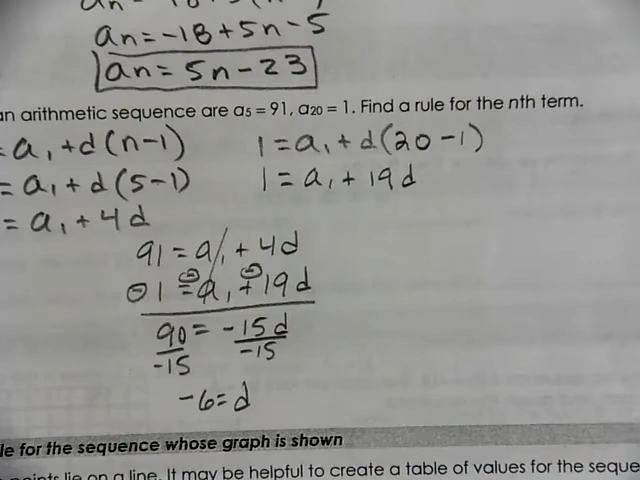 an = -18 + 5n - 5
an = 5n - 23
an arithmetic sequence are a5 = 91, a20 = 1. Find a rule for the nth term.
= a1 + d(n-1) 1 = a1 + d(20-1)
= a1 + d(5-1) 1 = a1 + 19d
= a1 + 4d
91 = a1 + 4d
⊖ 1 = a1 + 19d
90 = -15d
-15 -15
-6 = d
le for the sequence whose graph is shown
points lie on a line. It may be helpful to create a table of values for the seque